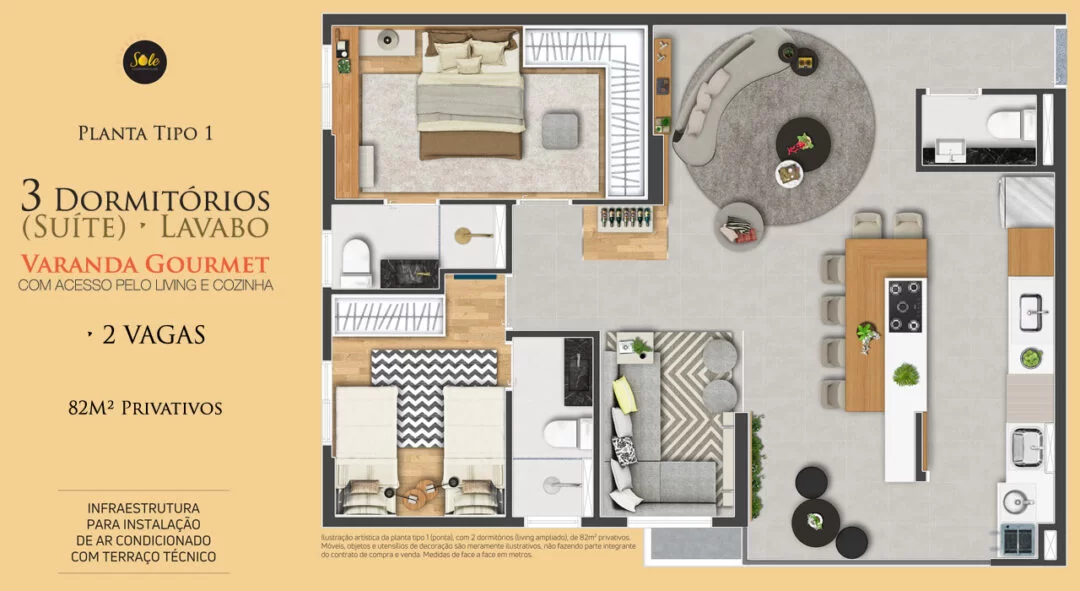 Sole
PLANTA TIPO 1
3 DORMITÓRIOS
(SUÍTE) • LAVABO
VARANDA GOURMET
COM ACESSO PELO LIVING E COZINHA
• 2 VAGAS
82M² PRIVATIVOS
INFRAESTRUTURA
PARA INSTALAÇÃO
DE AR CONDICIONADO
COM TERRAÇO TÉCNICO
Ilustração artística da planta tipo 1 (ponta), com 2 dormitórios (living ampliado), de 82m² privativos.
Móveis, objetos e utensílios de decoração são meramente ilustrativos, não fazendo parte integrante
do contrato de compra e venda. Medidas de face a face em metros.